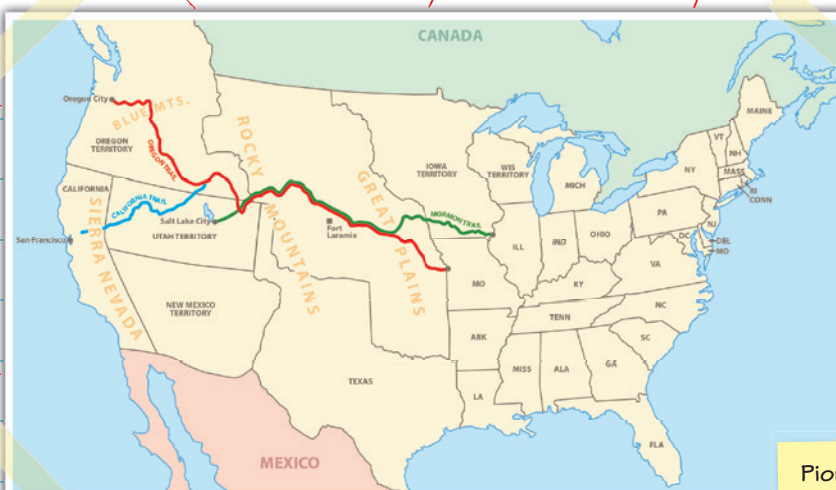 CANADA
Oregon City
BLUE MTS.
OREGON TERRITORY
OREGON TRAIL
ROCKY MOUNTAINS
GREAT PLAINS
IOWA TERRITORY
WIS TERRITORY
MICH
MAINE
VT
NH
NY
MASS
RI
CONN
CALIFORNIA
CALIFORNIA TRAIL
Salt Lake City
UTAH TERRITORY
SIERRA NEVADA
San Francisco
Fort Laramie
MORMON TRAIL
ILL
IND
OHIO
PA
NJ
DC
DEL
MD
VA
MO
KY
NEW MEXICO TERRITORY
TENN
NC
ARK
SC
MISS
ALA
GA
TEXAS
LA
FLA
MEXICO
Piou